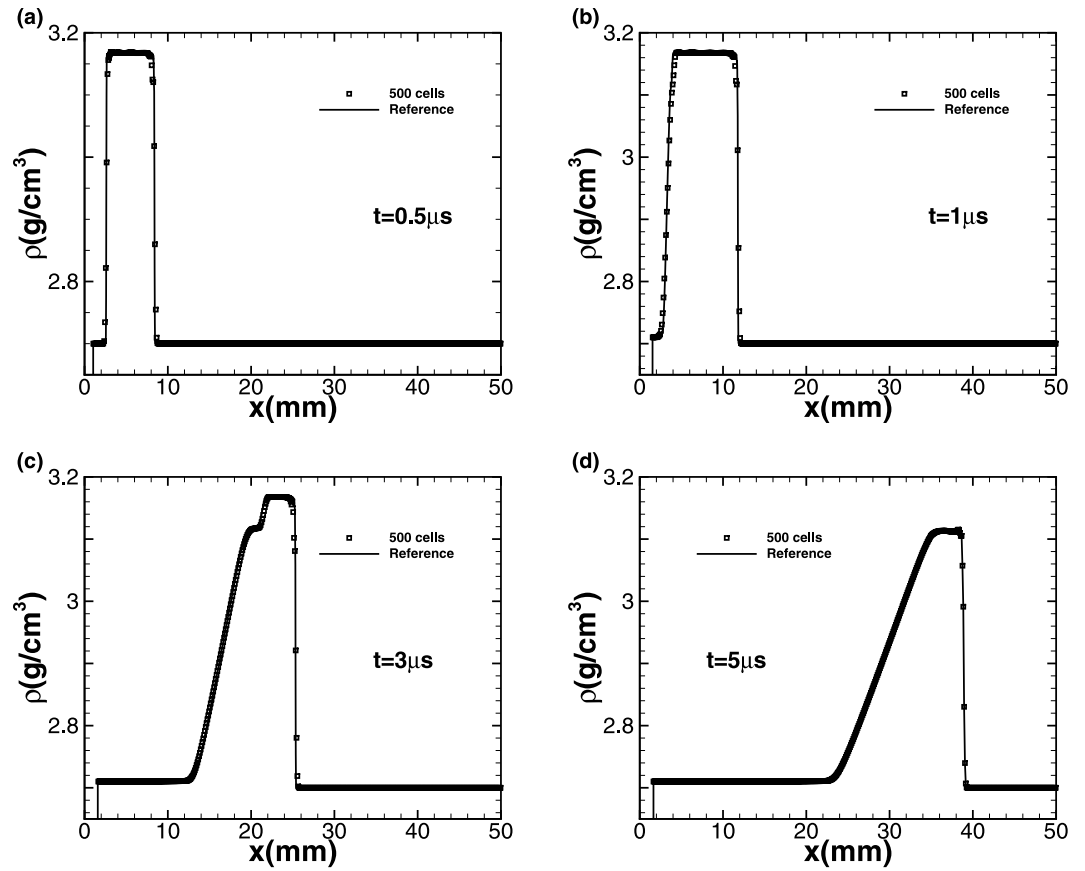 (a)
3.2
3
2.8
ρ(g/cm³)
500 cells
Reference
t=0.5μs
0 10 20 30 40 50
x(mm)
(b)
3.2
3
2.8
ρ(g/cm³)
500 cells
Reference
t=1μs
0 10 20 30 40 50
x(mm)
(c)
3.2
3
2.8
ρ(g/cm³)
500 cells
Reference
t=3μs
0 10 20 30 40 50
x(mm)
(d)
3.2
3
2.8
ρ(g/cm³)
500 cells
Reference
t=5μs
0 10 20 30 40 50
x(mm)